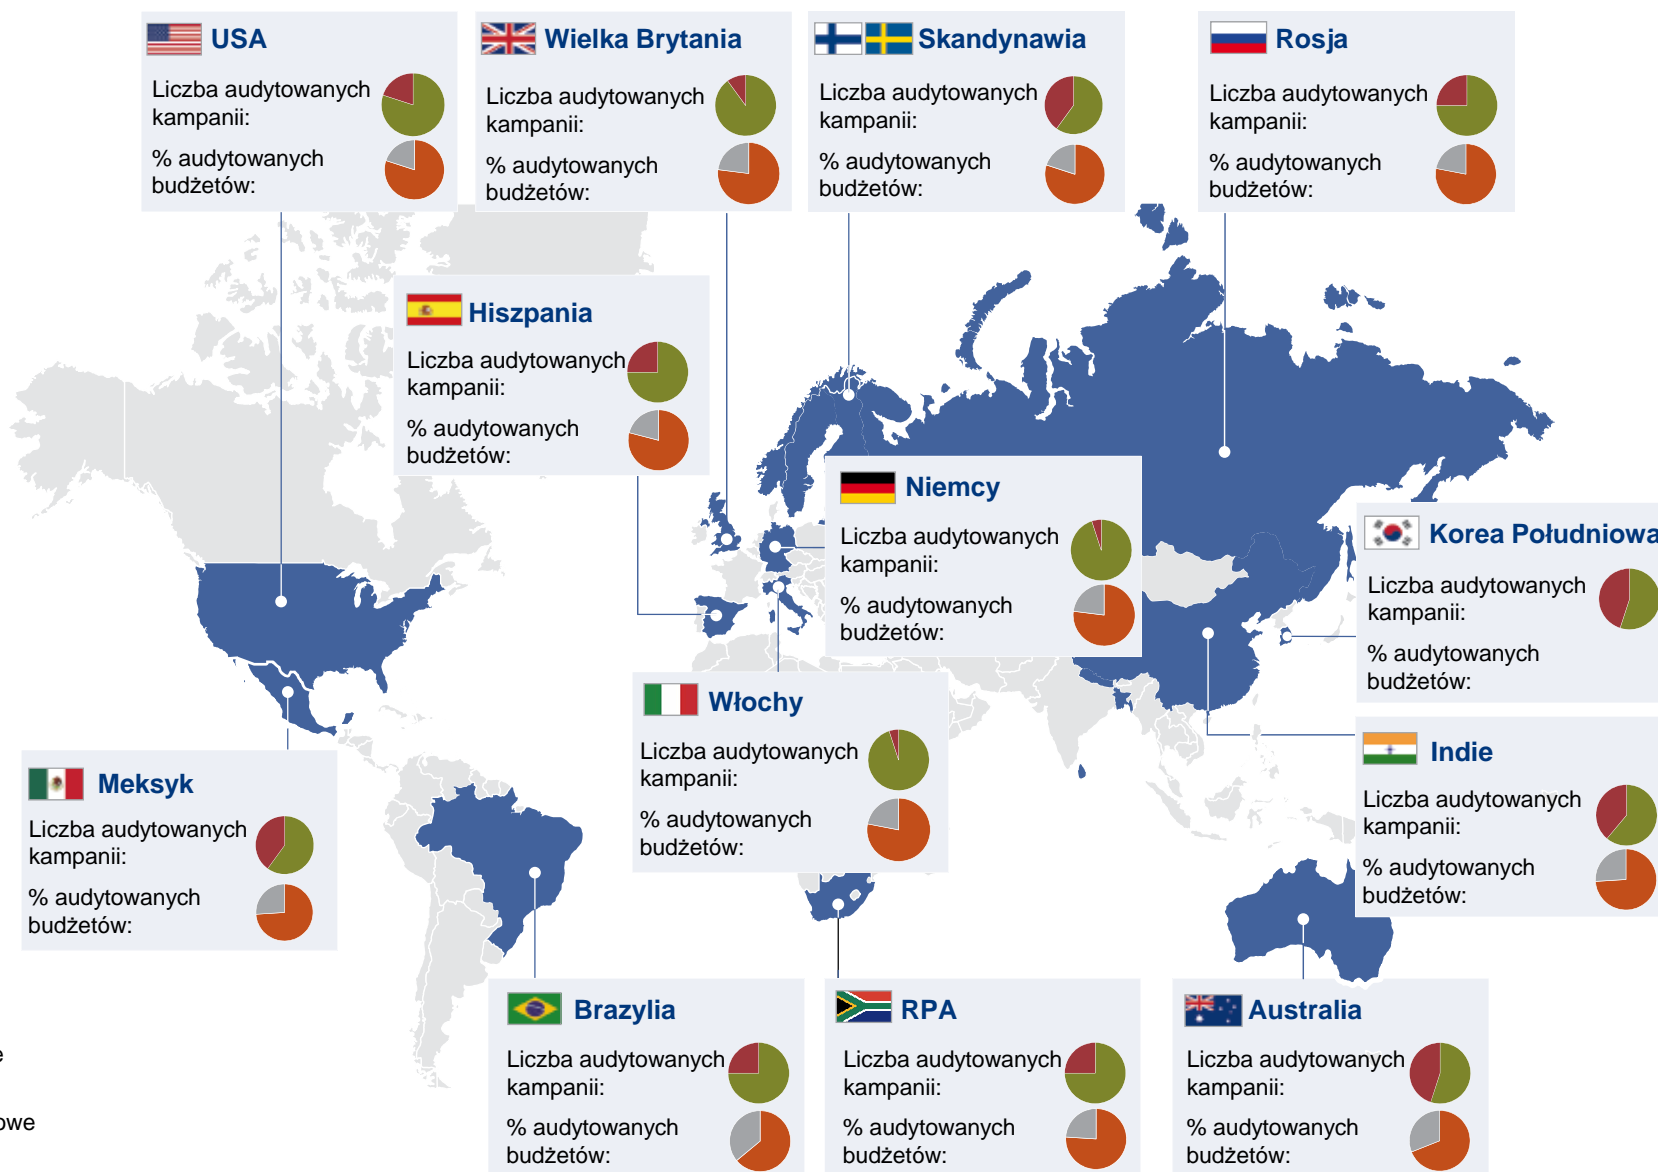 USA
Liczba audytowanych
kampanii:
% audytowanych
budżetów:
Wielka Brytania
Liczba audytowanych
kampanii:
% audytowanych
budżetów:
Skandynawia
Liczba audytowanych
kampanii:
% audytowanych
budżetów:
Rosja
Liczba audytowanych
kampanii:
% audytowanych
budżetów:
Hiszpania
Liczba audytowanych
kampanii:
% audytowanych
budżetów:
Niemcy
Liczba audytowanych
kampanii:
% audytowanych
budżetów:
Korea Południowa
Liczba audytowanych
kampanii:
% audytowanych
budżetów:
Włochy
Liczba audytowanych
kampanii:
% audytowanych
budżetów:
Indie
Liczba audytowanych
kampanii:
% audytowanych
budżetów:
Meksyk
Liczba audytowanych
kampanii:
% audytowanych
budżetów:
Brazylia
Liczba audytowanych
kampanii:
% audytowanych
budżetów:
RPA
Liczba audytowanych
kampanii:
% audytowanych
budżetów:
Australia
Liczba audytowanych
kampanii:
% audytowanych
budżetów: